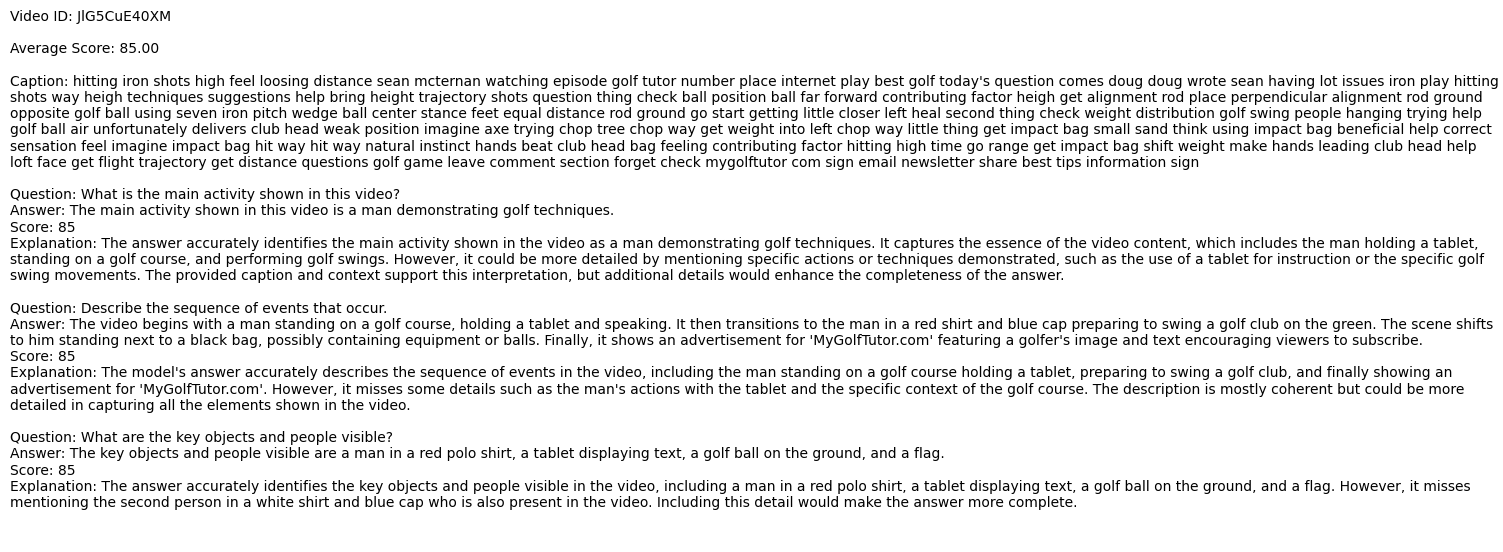 Video ID: JlG5CuE40XM
Average Score: 85.00
Caption: hitting iron shots high feel loosing distance sean mcternan watching episode golf tutor number place internet play best golf today's question comes doug doug wrote sean having lot issues iron play hitting
shots way heigh techniques suggestions help bring height trajectory shots question thing check ball position ball far forward contributing factor heigh get alignment rod place perpendicular alignment rod ground
opposite golf ball using seven iron pitch wedge ball center stance feet equal distance rod ground go start getting little closer left heal second thing check weight distribution golf swing people hanging trying help
golf ball air unfortunately delivers club head weak position imagine axe trying chop tree chop way get weight into left chop way little thing get impact bag small sand think using impact bag beneficial help correct
sensation feel imagine impact bag hit way hit way natural instinct hands beat club head bag feeling contributing factor hitting high time go range get impact bag shift weight make hands leading club head help
loft face get flight trajectory get distance questions golf game leave comment section forget check mygolftutor com sign email newsletter share best tips information sign
Question: What is the main activity shown in this video?
Answer: The main activity shown in this video is a man demonstrating golf techniques.
Score: 85
Explanation: The answer accurately identifies the main activity shown in the video as a man demonstrating golf techniques. It captures the essence of the video content, which includes the man holding a tablet,
standing on a golf course, and performing golf swings. However, it could be more detailed by mentioning specific actions or techniques demonstrated, such as the use of a tablet for instruction or the specific golf
swing movements. The provided caption and context support this interpretation, but additional details would enhance the completeness of the answer.
Question: Describe the sequence of events that occur.
Answer: The video begins with a man standing on a golf course, holding a tablet and speaking. It then transitions to the man in a red shirt and blue cap preparing to swing a golf club on the green. The scene shifts
to him standing next to a black bag, possibly containing equipment or balls. Finally, it shows an advertisement for 'MyGolfTutor.com' featuring a golfer's image and text encouraging viewers to subscribe.
Score: 85
Explanation: The model's answer accurately describes the sequence of events in the video, including the man standing on a golf course holding a tablet, preparing to swing a golf club, and finally showing an
advertisement for 'MyGolfTutor.com'. However, it misses some details such as the man's actions with the tablet and the specific context of the golf course. The description is mostly coherent but could be more
detailed in capturing all the elements shown in the video.
Question: What are the key objects and people visible?
Answer: The key objects and people visible are a man in a red polo shirt, a tablet displaying text, a golf ball on the ground, and a flag.
Score: 85
Explanation: The answer accurately identifies the key objects and people visible in the video, including a man in a red polo shirt, a tablet displaying text, a golf ball on the ground, and a flag. However, it misses
mentioning the second person in a white shirt and blue cap who is also present in the video. Including this detail would make the answer more complete.